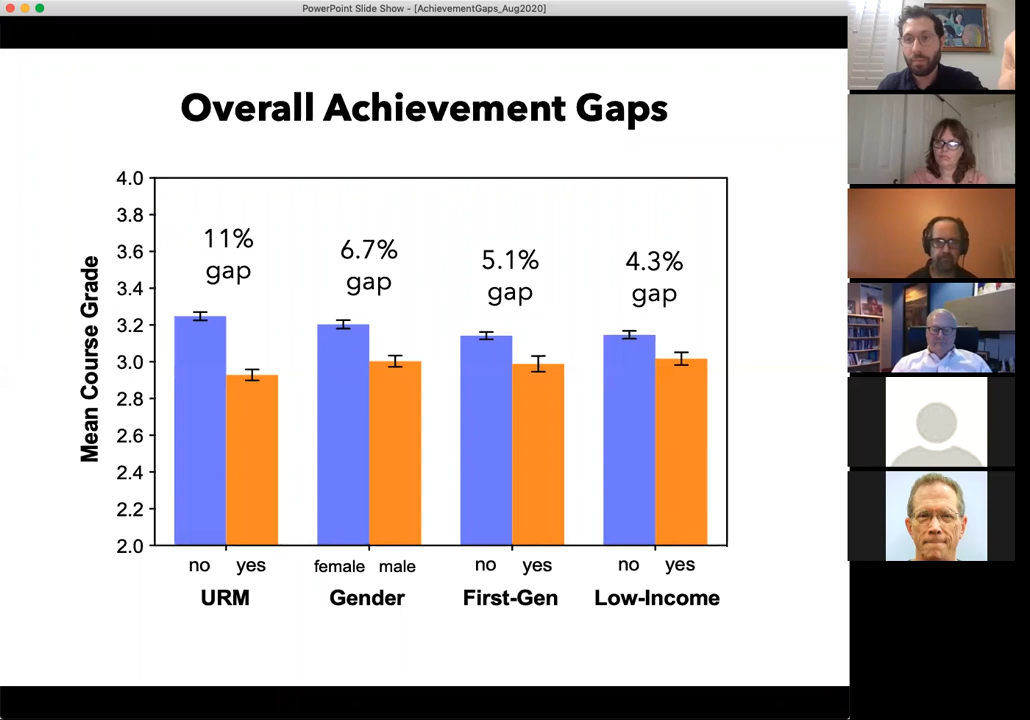 PowerPoint Slide Show - [AchievementGaps_Aug2020]
Overall Achievement Gaps
Mean Course Grade
4.0
3.8
3.6
3.4
3.2
3.0
2.8
2.6
2.4
2.2
2.0
11%
gap
6.7%
gap
5.1%
gap
4.3%
gap
no yes female male no yes no yes
URM Gender First-Gen Low-Income